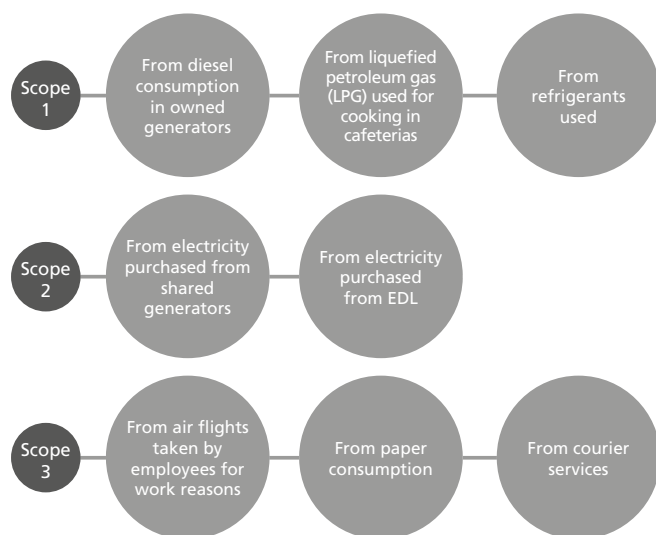 Scope
1
From diesel
consumption
in owned
generators
From liquefied
petroleum gas
(LPG) used for
cooking in
cafeterias
From
refrigerants
used
Scope
2
From electricity
purchased from
shared
generators
From electricity
purchased
from EDL
Scope
3
From air flights
taken by
employees for
work reasons
From paper
consumption
From courier
services